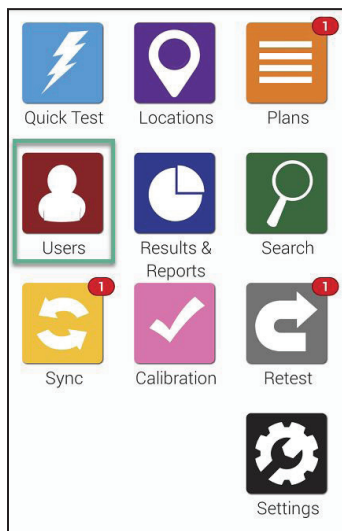 1
Quick Test
Locations
Plans
Users
Results &
Reports
Search
1
1
Sync
Calibration
Retest
Settings